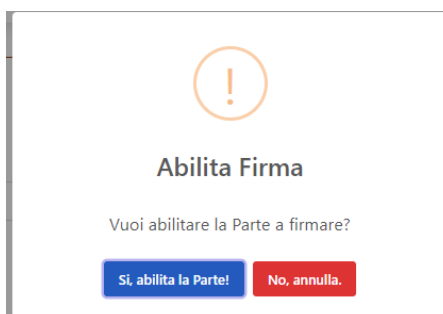 !
Abilita Firma
Vuoi abilitare la Parte a firmare?
Si, abilita la Parte! No, annulla.